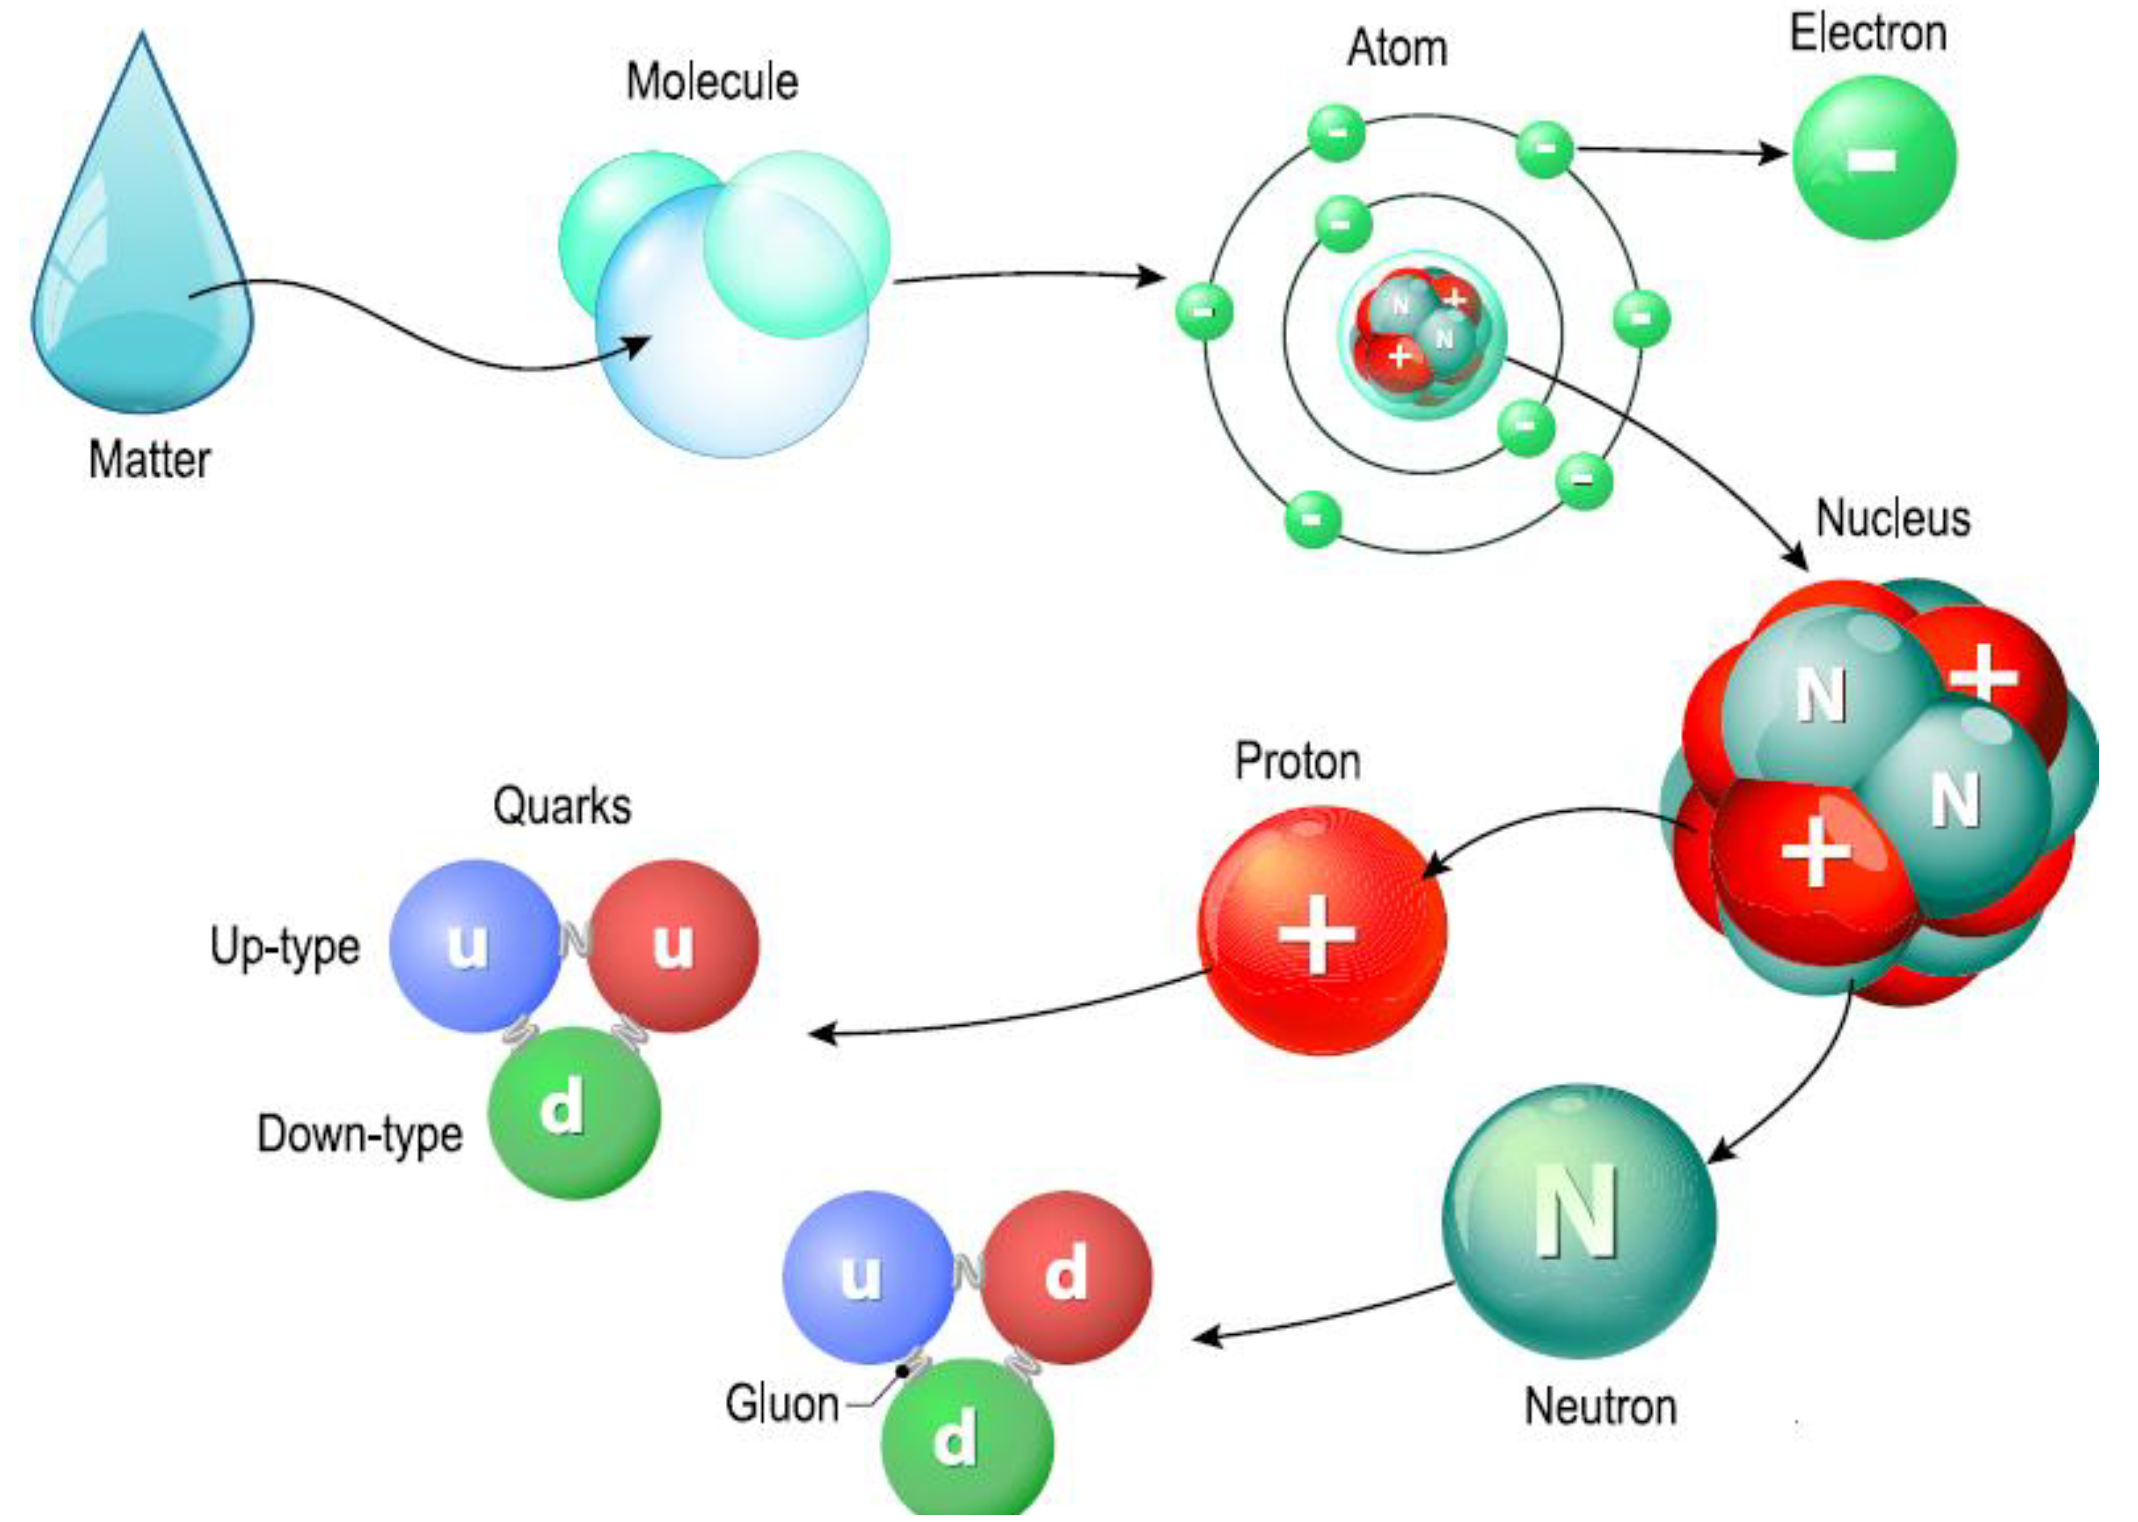 Electron
Atom
Molecule
-
-
-
-
-
-
-
-
-
N
+
N
+
Matter
Nucleus
N
+
N
+
Proton
+
Quarks
Up-type
u
u
Down-type
d
N
u
d
Gluon
d
Neutron